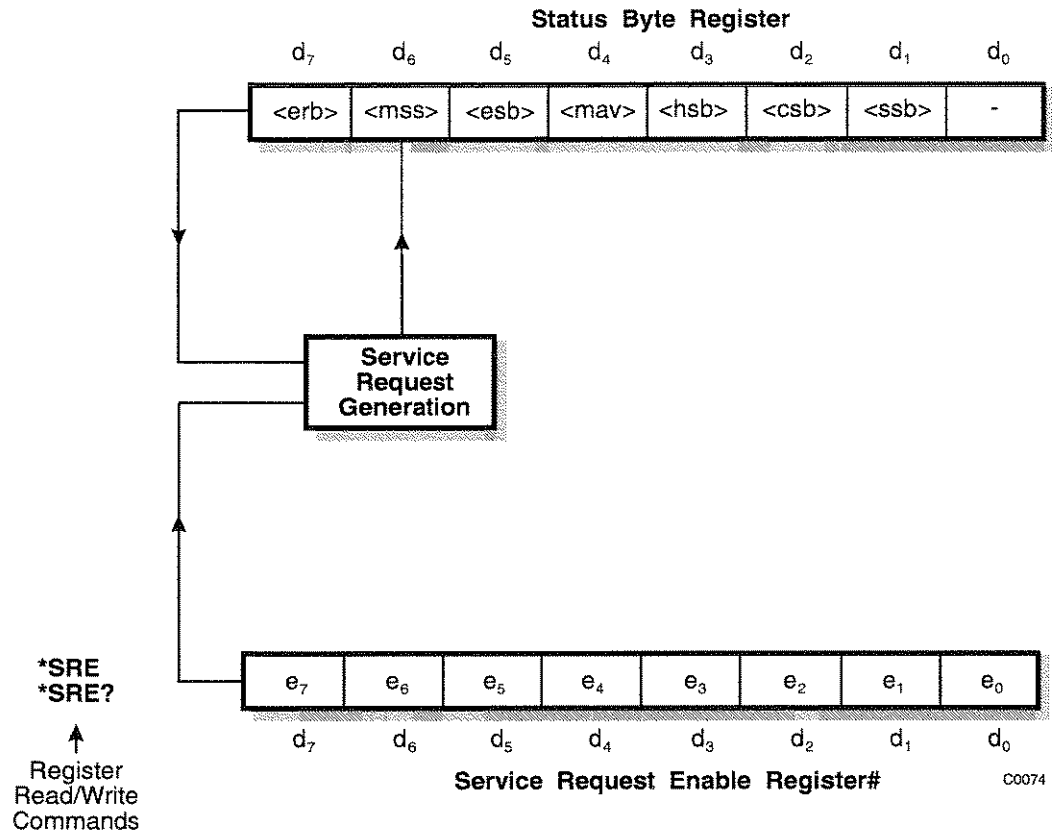 Status Byte Register
d7 d6 d5 d4 d3 d2 d1 d0
<erb> <mss> <esb> <mav> <hsb> <csb> <ssb> -
Service
Request
Generation
*SRE
*SRE?
e7 e6 e5 e4 e3 e2 e1 e0
d7 d6 d5 d4 d3 d2 d1 d0
Register
Read/Write
Commands
Service Request Enable Register#
C0074